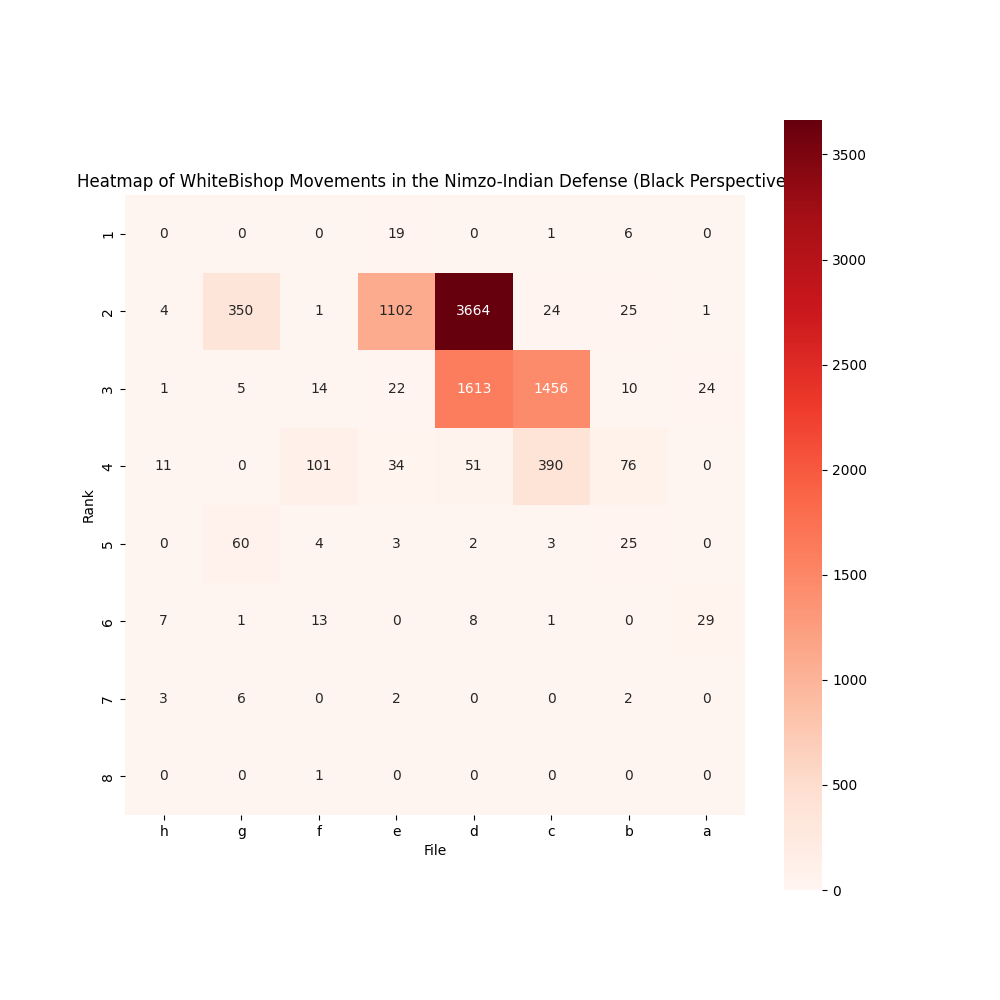 Heatmap of WhiteBishop Movements in the Nimzo-Indian Defense (Black Perspective
3500
1 0 0 0 19 0 1 6 0
3000
2 4 350 1 1102 3664 24 25 1
2500
3 1 5 14 22 1613 1456 10 24
2000
4 11 0 101 34 51 390 76 0
Rank
1500
5 0 60 4 3 2 3 25 0
6 7 1 13 0 8 1 0 29
1000
7 3 6 0 2 0 0 2 0
500
8 0 0 1 0 0 0 0 0
h g f e d c b a
File
0